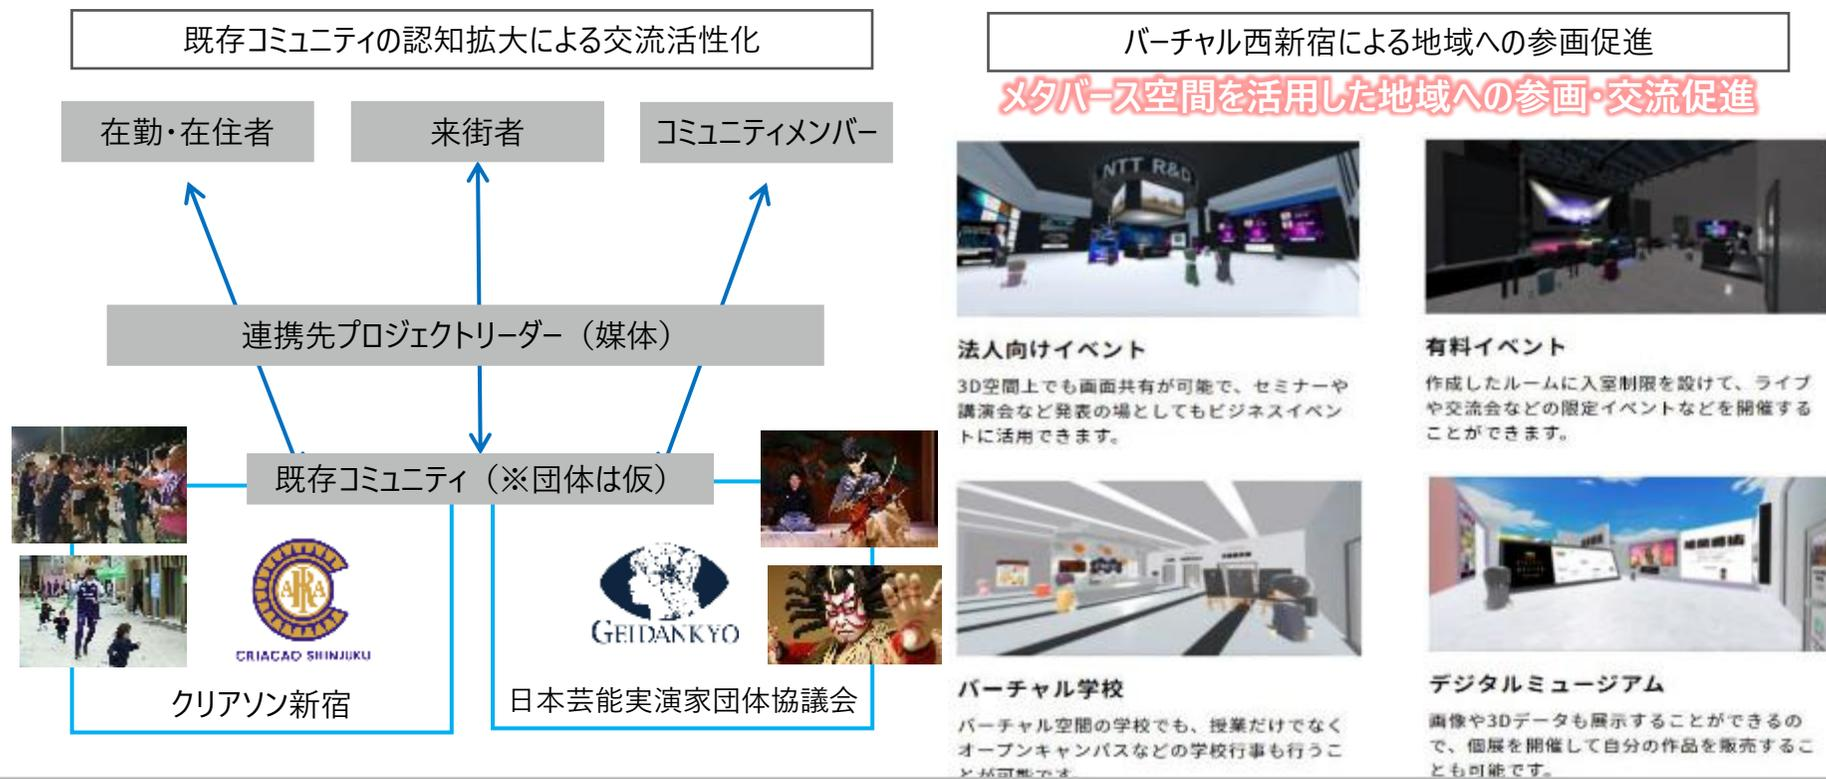 既存コミュニティの認知拡大による交流活性化
在勤・在住者
来街者
コミュニティメンバー
連携先プロジェクトリーダー（媒体）
既存コミュニティ（※団体は仮）
CRIACAO SHINJUKU
クリアソン新宿
GEIDANKYO
日本芸能実演家団体協議会
バーチャル西新宿による地域への参画促進
メタバース空間を活用した地域への参画・交流促進
NTT R&D
法人向けイベント
3D空間上でも画面共有が可能で、セミナーや
講演会など発表の場としてもビジネスイベン
トに活用できます。
有料イベント
作成したルームに入室制限を設けて、ライブ
や交流会などの限定イベントなどを開催する
ことができます。
バーチャル学校
バーチャル空間の学校でも、授業だけでなく
オープンキャンパスなどの学校行事も行うこ
とが可能です。
デジタルミュージアム
画像や3Dデータも展示することができるの
で、個展を開催して自分の作品を販売するこ
とも可能です。